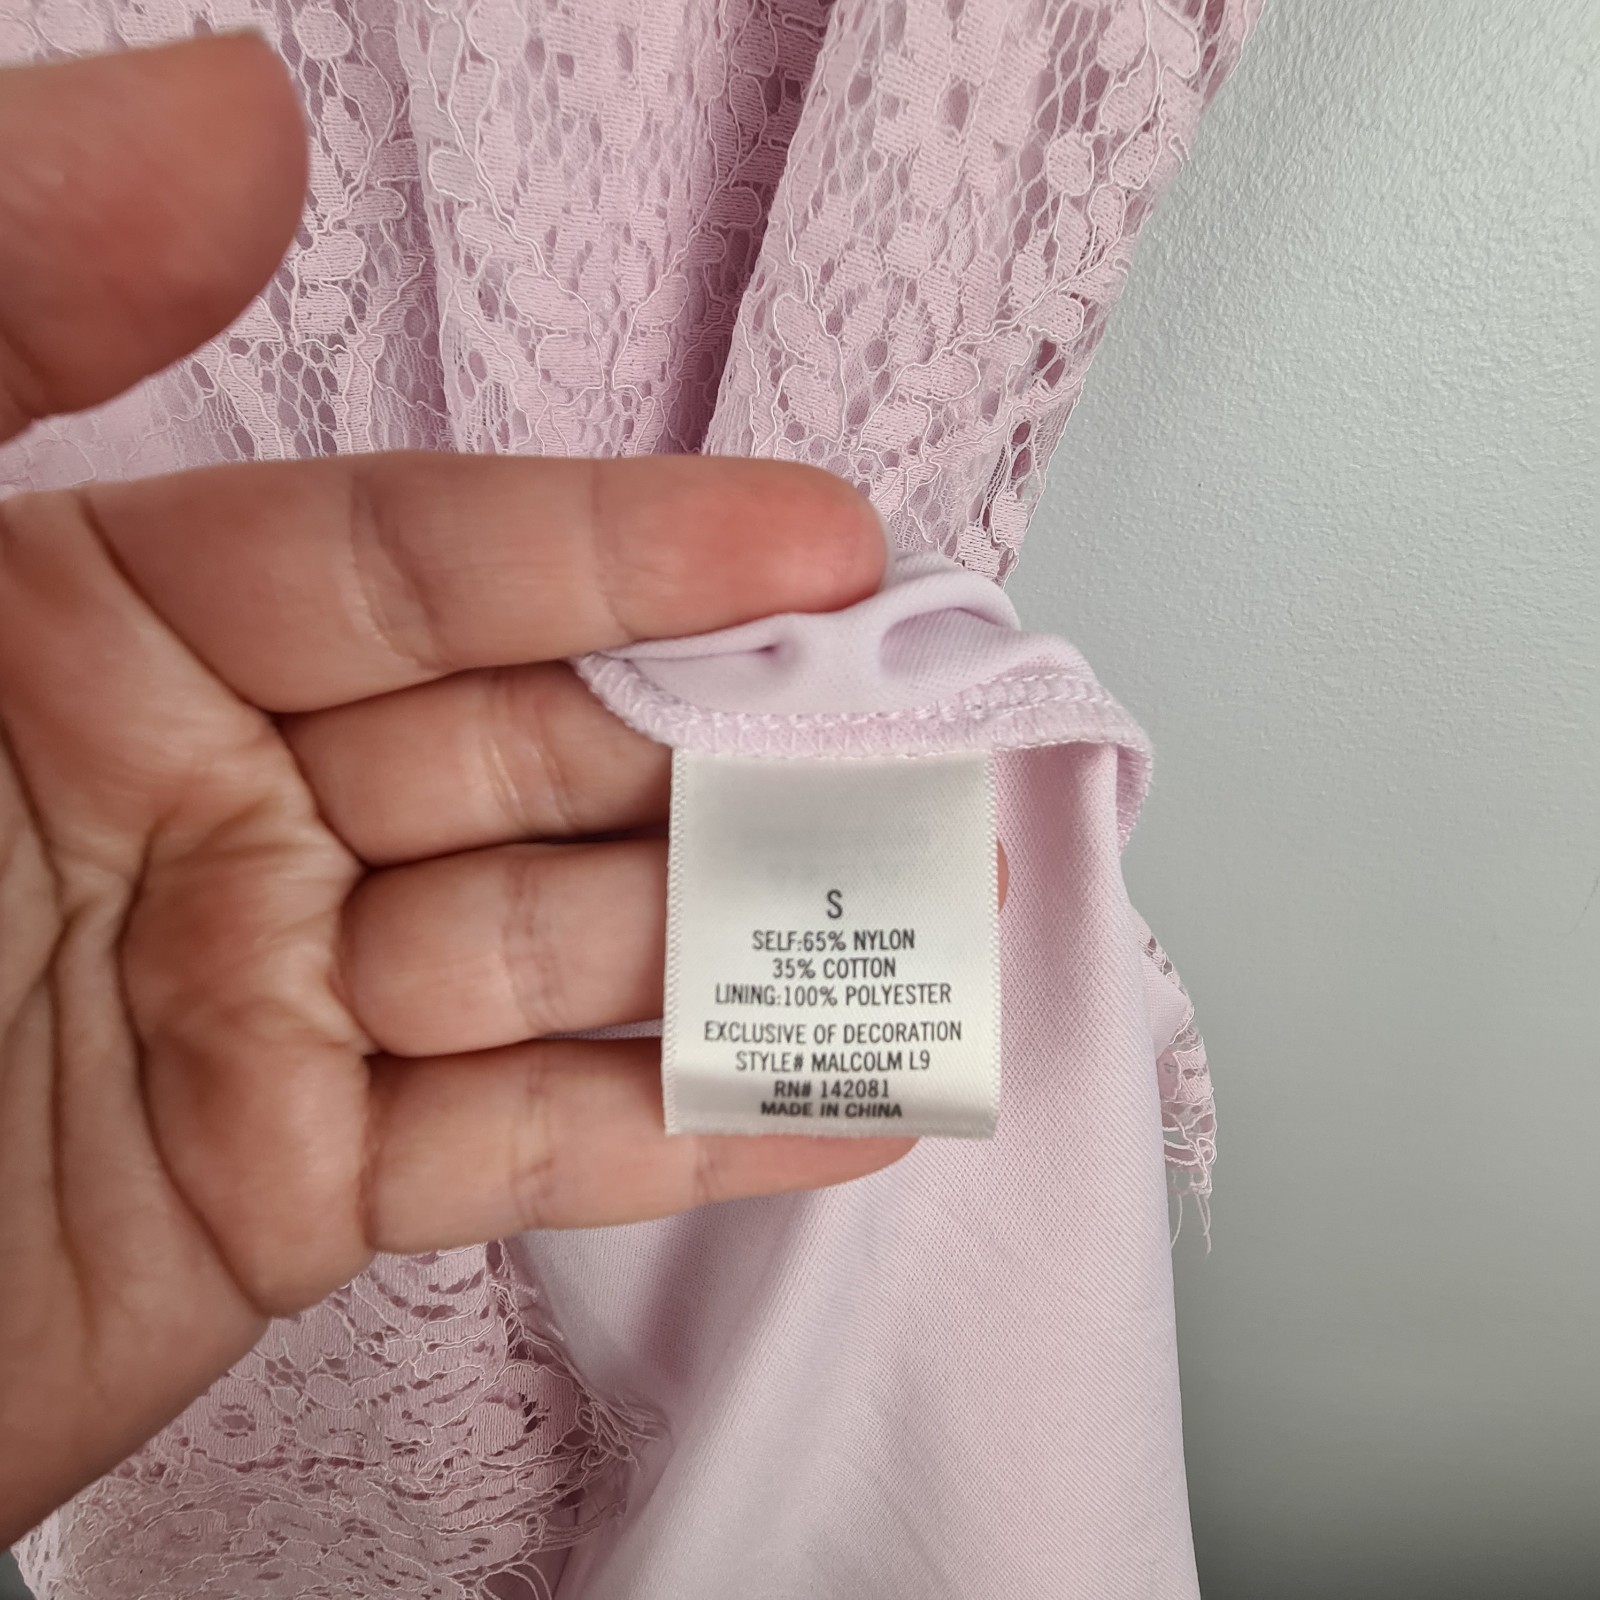 S
SELF:65% NYLON
35% COTTON
LINING:100% POLYESTER
EXCLUSIVE OF DECORATION
STYLE# MALCOLM L9
RN# 142081
MADE IN CHINA